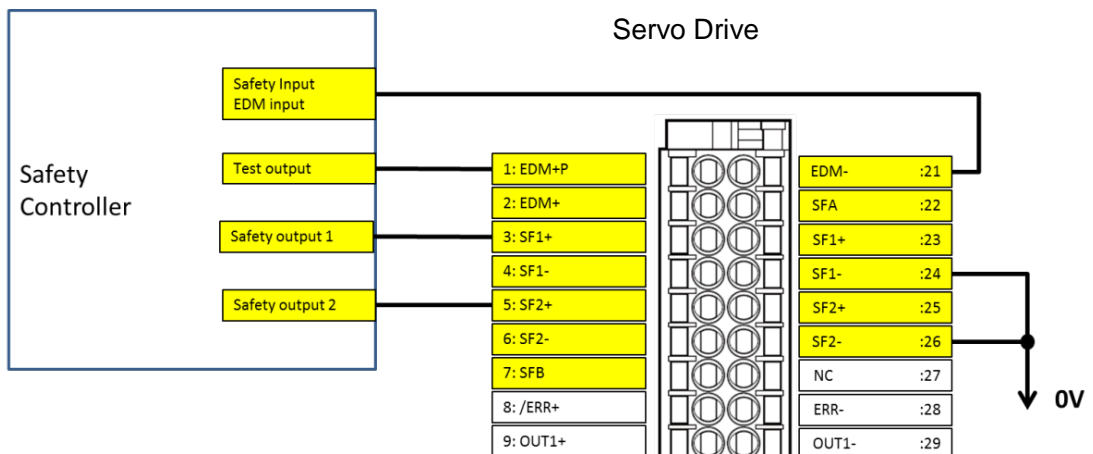 Servo Drive
Safety Input
EDM input
Safety
Controller
Test output
Safety output 1
Safety output 2
1: EDM+P
2: EDM+
3: SF1+
4: SF1-
5: SF2+
6: SF2-
7: SFB
8: /ERR+
9: OUT1+
EDM- :21
SFA :22
SF1+ :23
SF1- :24
SF2+ :25
SF2- :26
NC :27
ERR- :28
OUT1- :29
0V